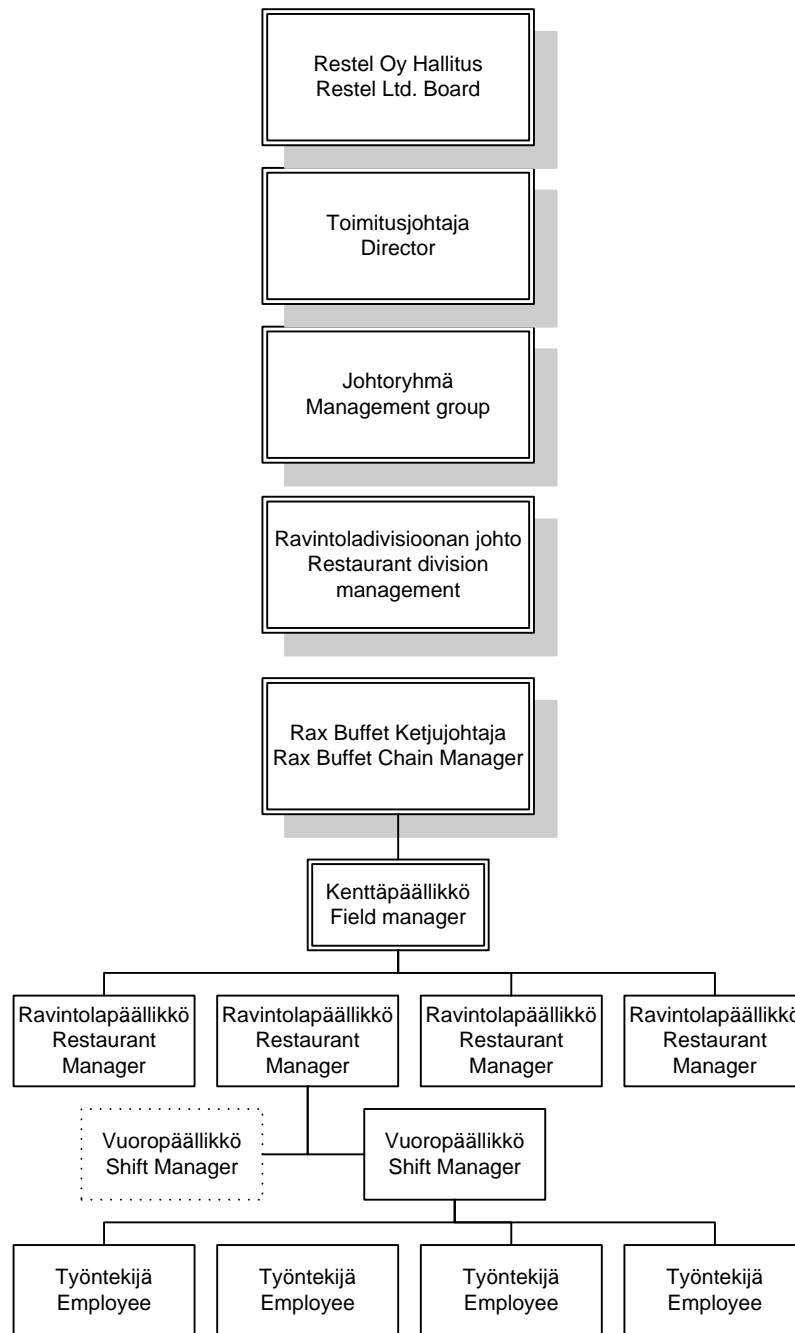 Restel Oy Hallitus
Restel Ltd. Board
Toimitusjohtaja
Director
Johtoryhmä
Management group
Ravintoladivisioonan johto
Restaurant division
management
Rax Buffet Ketjujohtaja
Rax Buffet Chain Manager
Kenttäpäällikkö
Field manager
Ravintolapäällikkö
Restaurant
Manager
Ravintolapäällikkö
Restaurant
Manager
Ravintolapäällikkö
Restaurant
Manager
Ravintolapäällikkö
Restaurant
Manager
Vuoropäällikkö
Shift Manager
Vuoropäällikkö
Shift Manager
Työntekijä
Employee
Työntekijä
Employee
Työntekijä
Employee
Työntekijä
Employee